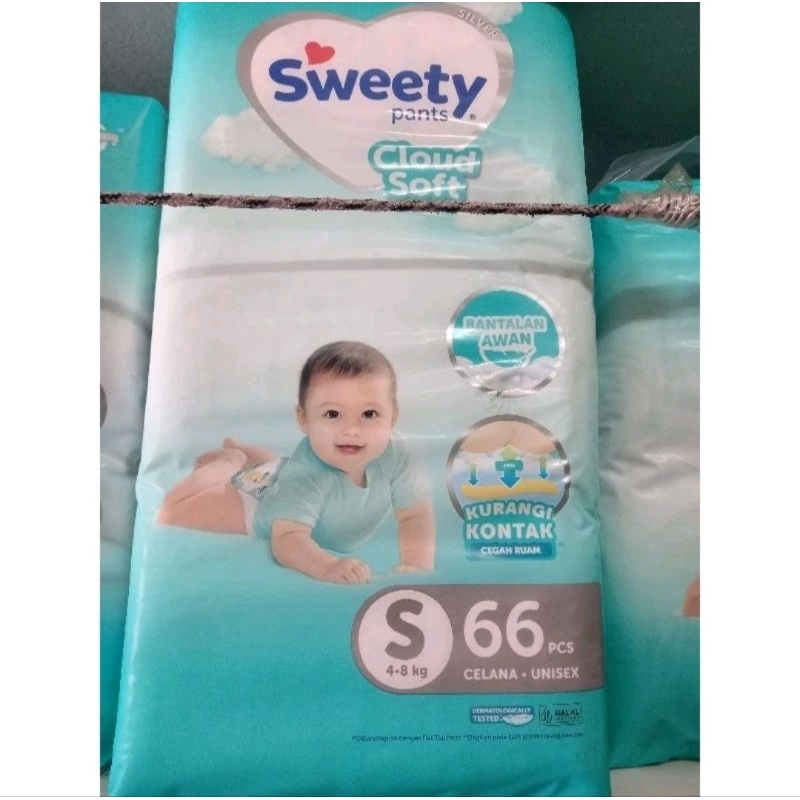 SILVER
Sweety
pants
Cloud
Soft
BANTALAN
AWAN
KURANGI
KONTAK
CEGAH RUAM
S
4-8 kg
66 PCS
CELANA • UNISEX
DERMATOLOGICALLY
TESTED
HALAL